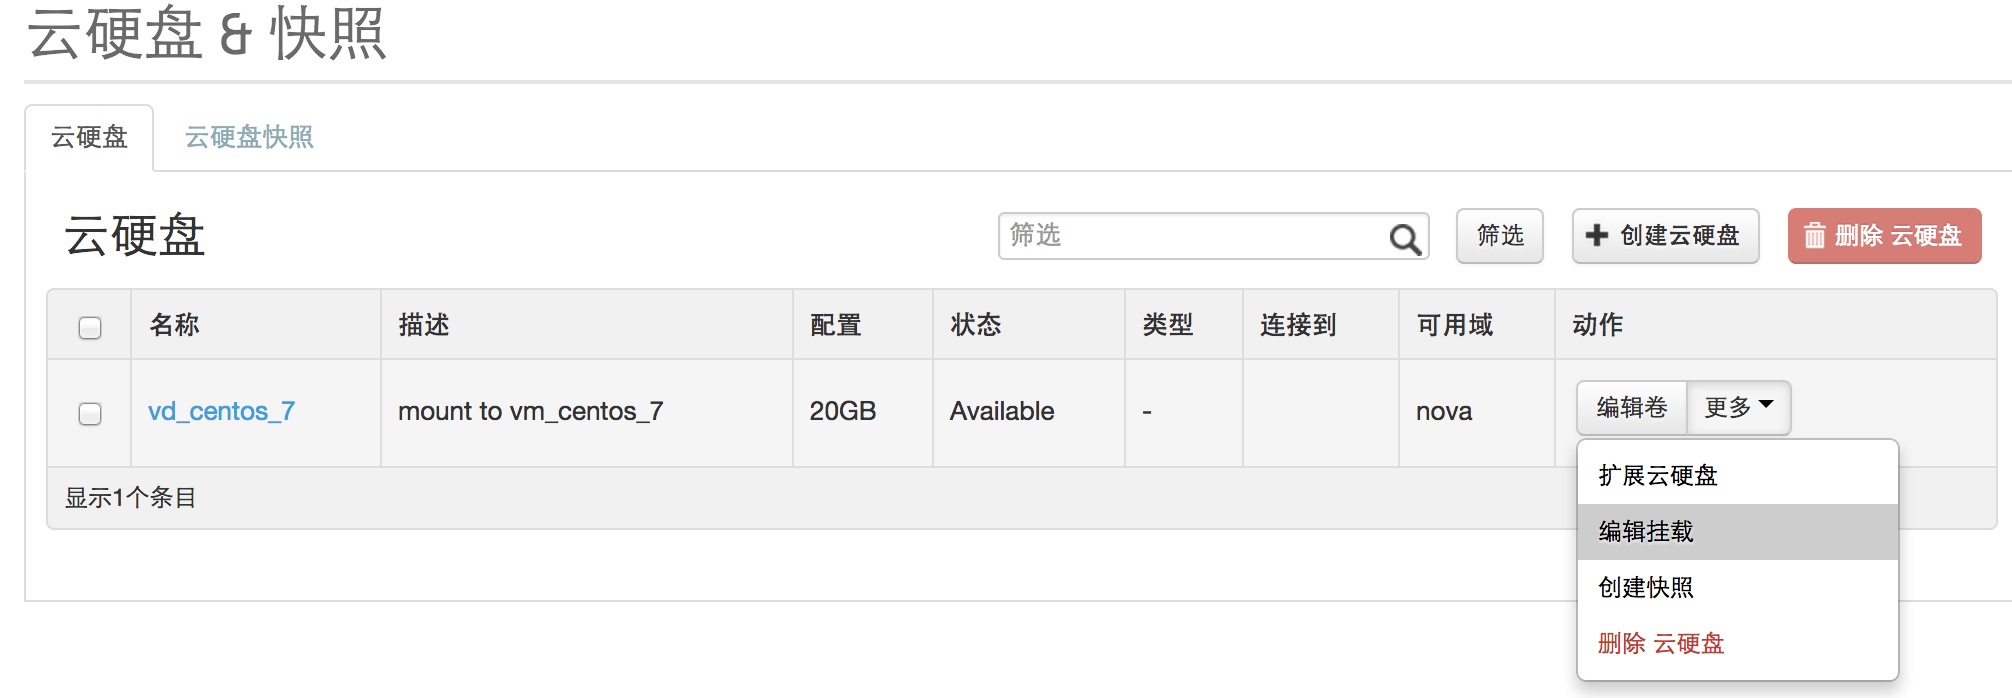 云硬盘 & 快照
云硬盘 云硬盘快照
云硬盘 筛选 筛选 创建云硬盘 删除 云硬盘
名称 描述 配置 状态 类型 连接到 可用域 动作
vd_centos_7 mount to vm_centos_7 20GB Available - nova 编辑卷 更多
显示1个条目
扩展云硬盘
编辑挂载
创建快照
删除 云硬盘